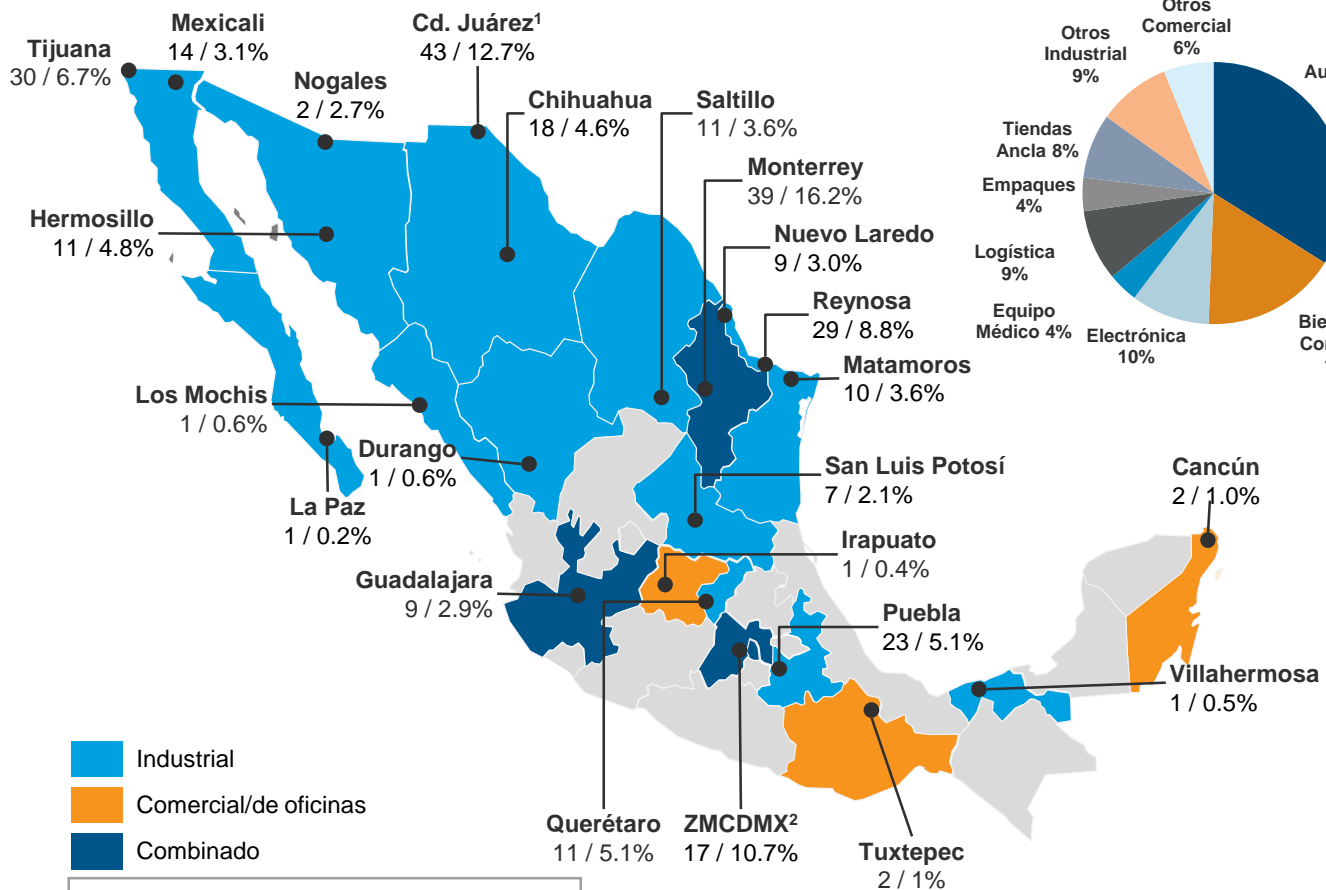 Mexicali
14 / 3.1%
Tijuana
30 / 6.7%
Nogales
2 / 2.7%
Cd. Juárez¹
43 / 12.7%
Chihuahua
18 / 4.6%
Saltillo
11 / 3.6%
Monterrey
39 / 16.2%
Nuevo Laredo
9 / 3.0%
Reynosa
29 / 8.8%
Matamoros
10 / 3.6%
Hermosillo
11 / 4.8%
Los Mochis
1 / 0.6%
Durango
1 / 0.6%
La Paz
1 / 0.2%
San Luis Potosí
7 / 2.1%
Irapuato
1 / 0.4%
Guadalajara
9 / 2.9%
Puebla
23 / 5.1%
Cancún
2 / 1.0%
Villahermosa
1 / 0.5%
Querétaro
11 / 5.1%
ZMCDMX²
17 / 10.7%
Tuxtepec
2 / 1%
Industrial
Comercial/de oficinas
Combinado
Otros
Comercial
6%
Otros
Industrial
9%
Tiendas
Ancla 8%
Empaques
4%
Logística
9%
Equipo
Médico 4%
Electrónica
10%
Au
Bie
Co